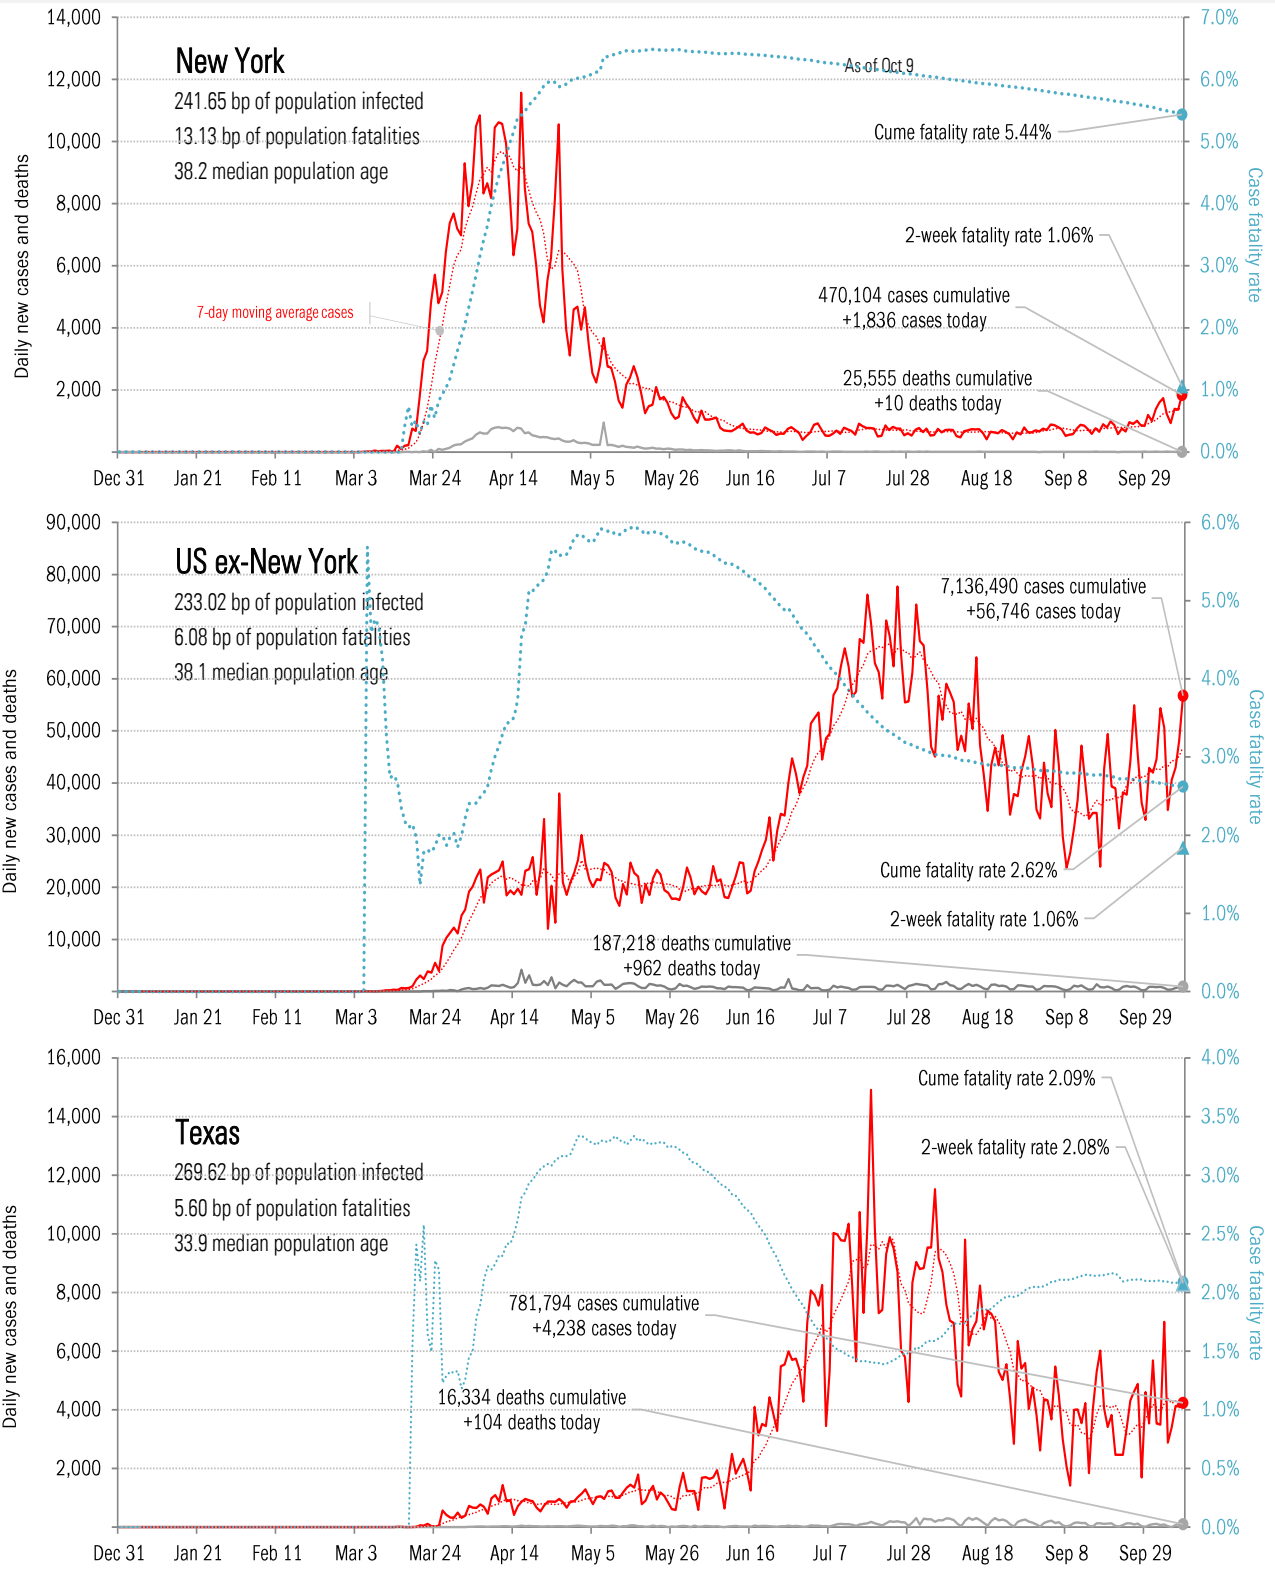 14,000
12,000
10,000
8,000
6,000
4,000
2,000
7.0%
6.0%
5.0%
4.0%
3.0%
2.0%
1.0%
0.0%
Daily new cases and deaths
Case fatality rate
New York
241.65 bp of population infected
13.13 bp of population fatalities
38.2 median population age
As of Oct 9
Cume fatality rate 5.44%
2-week fatality rate 1.06%
7-day moving average cases
470,104 cases cumulative
+1,836 cases today
25,555 deaths cumulative
+10 deaths today
Dec 31 Jan 21 Feb 11 Mar 3 Mar 24 Apr 14 May 5 May 26 Jun 16 Jul 7 Jul 28 Aug 18 Sep 8 Sep 29
90,000
80,000
70,000
60,000
50,000
40,000
30,000
20,000
10,000
6.0%
5.0%
4.0%
3.0%
2.0%
1.0%
0.0%
Daily new cases and deaths
Case fatality rate
US ex-New York
233.02 bp of population infected
6.08 bp of population fatalities
38.1 median population age
7,136,490 cases cumulative
+56,746 cases today
Cume fatality rate 2.62%
2-week fatality rate 1.06%
187,218 deaths cumulative
+962 deaths today
Dec 31 Jan 21 Feb 11 Mar 3 Mar 24 Apr 14 May 5 May 26 Jun 16 Jul 7 Jul 28 Aug 18 Sep 8 Sep 29
16,000
14,000
12,000
10,000
8,000
6,000
4,000
2,000
4.0%
3.5%
3.0%
2.5%
2.0%
1.5%
1.0%
0.5%
0.0%
Daily new cases and deaths
Case fatality rate
Texas
269.62 bp of population infected
5.60 bp of population fatalities
33.9 median population age
Cume fatality rate 2.09%
2-week fatality rate 2.08%
781,794 cases cumulative
+4,238 cases today
16,334 deaths cumulative
+104 deaths today
Dec 31 Jan 21 Feb 11 Mar 3 Mar 24 Apr 14 May 5 May 26 Jun 16 Jul 7 Jul 28 Aug 18 Sep 8 Sep 29